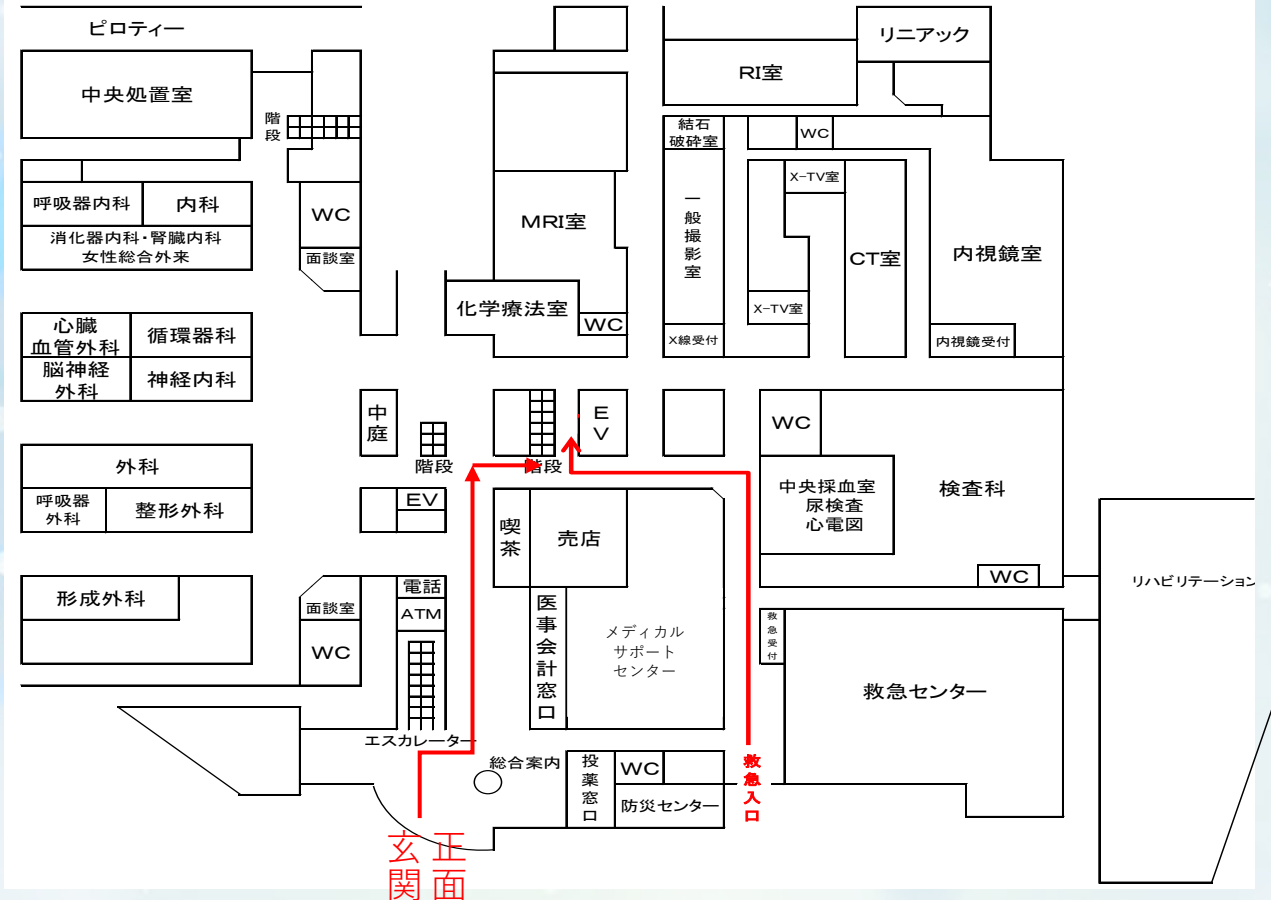 ピロティー
中央処置室
階段
呼吸器内科
内科
消化器内科・腎臓内科
女性総合外来
WC
面談室
心臓
血管外科
循環器科
脳神経
外科
神経内科
外科
呼吸器
外科
整形外科
形成外科
面談室
WC
中庭
階段
EV
電話
ATM
エスカレーター
MRI室
化学療法室
WC
階段
EV
喫茶
売店
医事会計窓口
メディカル
サポート
センター
総合案内
投薬窓口
WC
防災センター
救急入口
正面
玄関
リニアック
RI室
結石
破砕室
WC
一般撮影室
X-TV室
CT室
内視鏡室
X-TV室
X線受付
内視鏡受付
WC
中央採血室
尿検査
心電図
検査科
WC
救急受付
救急センター
リハビリテーション